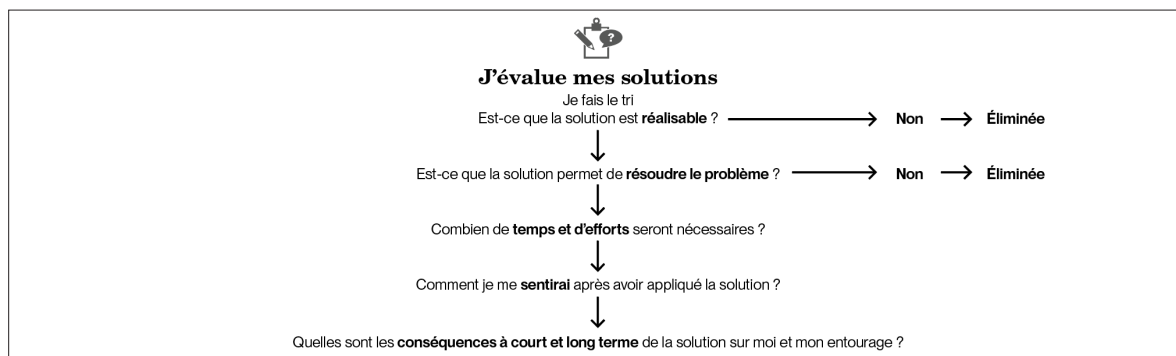 ?
J'évalue mes solutions
Je fais le tri
Est-ce que la solution est réalisable ? Non Éliminée
Est-ce que la solution permet de résoudre le problème ? Non Éliminée
Combien de temps et d'efforts seront nécessaires ?
Comment je me sentirai après avoir appliqué la solution ?
Quelles sont les conséquences à court et long terme de la solution sur moi et mon entourage ?